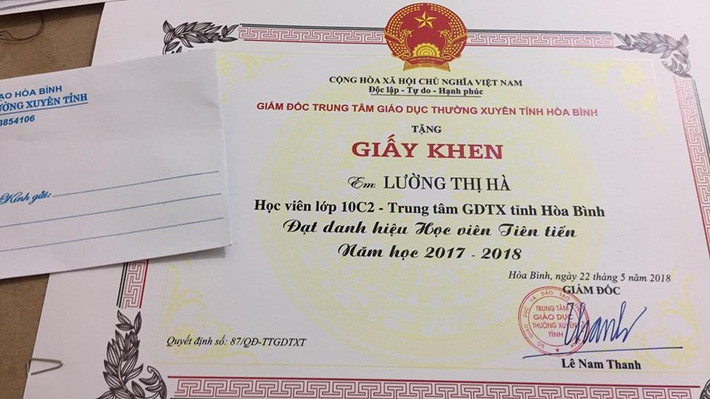 ẠO HÒA BÌNH
ƯỜNG XUYÊN TỈNH
3854106
Kính gửi:
CỘNG HÒA XÃ HỘI CHỦ NGHĨA VIỆT NAM
Độc lập - Tự do - Hạnh phúc
GIÁM ĐỐC TRUNG TÂM GIÁO DỤC THƯỜNG XUYÊN TỈNH HÒA BÌNH
TẶNG
GIẤY KHEN
Em: LƯỜNG THỊ HÀ
Học viên lớp 10C2 - Trung tâm GDTX tỉnh Hòa Bình
Đạt danh hiệu Học viên Tiên tiến
Năm học 2017 - 2018
Hòa Bình, ngày 22 tháng 5 năm 2018
GIÁM ĐỐC
TRUNG TÂM
GIÁO DỤC
THƯỜNG XUYÊN
TỈNH
Lê Nam Thanh
Quyết định số: 87/QĐ-TTGDTXT